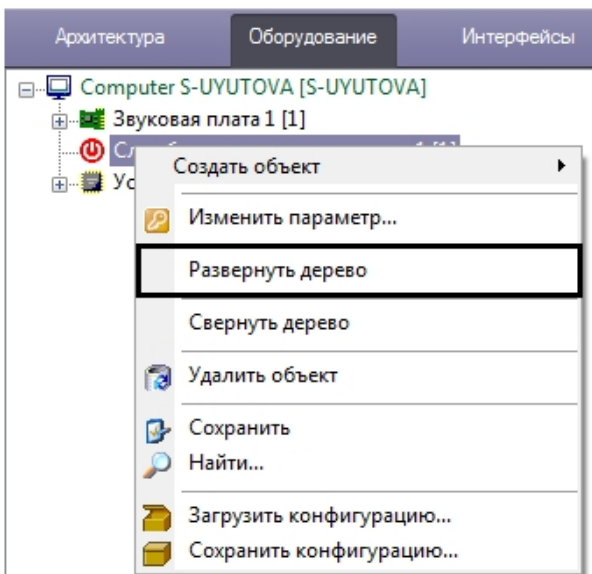 Архитектура Оборудование Интерфейсы
Computer S-UYUTOVA [S-UYUTOVA]
Звуковая плата 1 [1]
Создать объект
Изменить параметр...
Развернуть дерево
Свернуть дерево
Удалить объект
Сохранить
Найти...
Загрузить конфигурацию...
Сохранить конфигурацию...